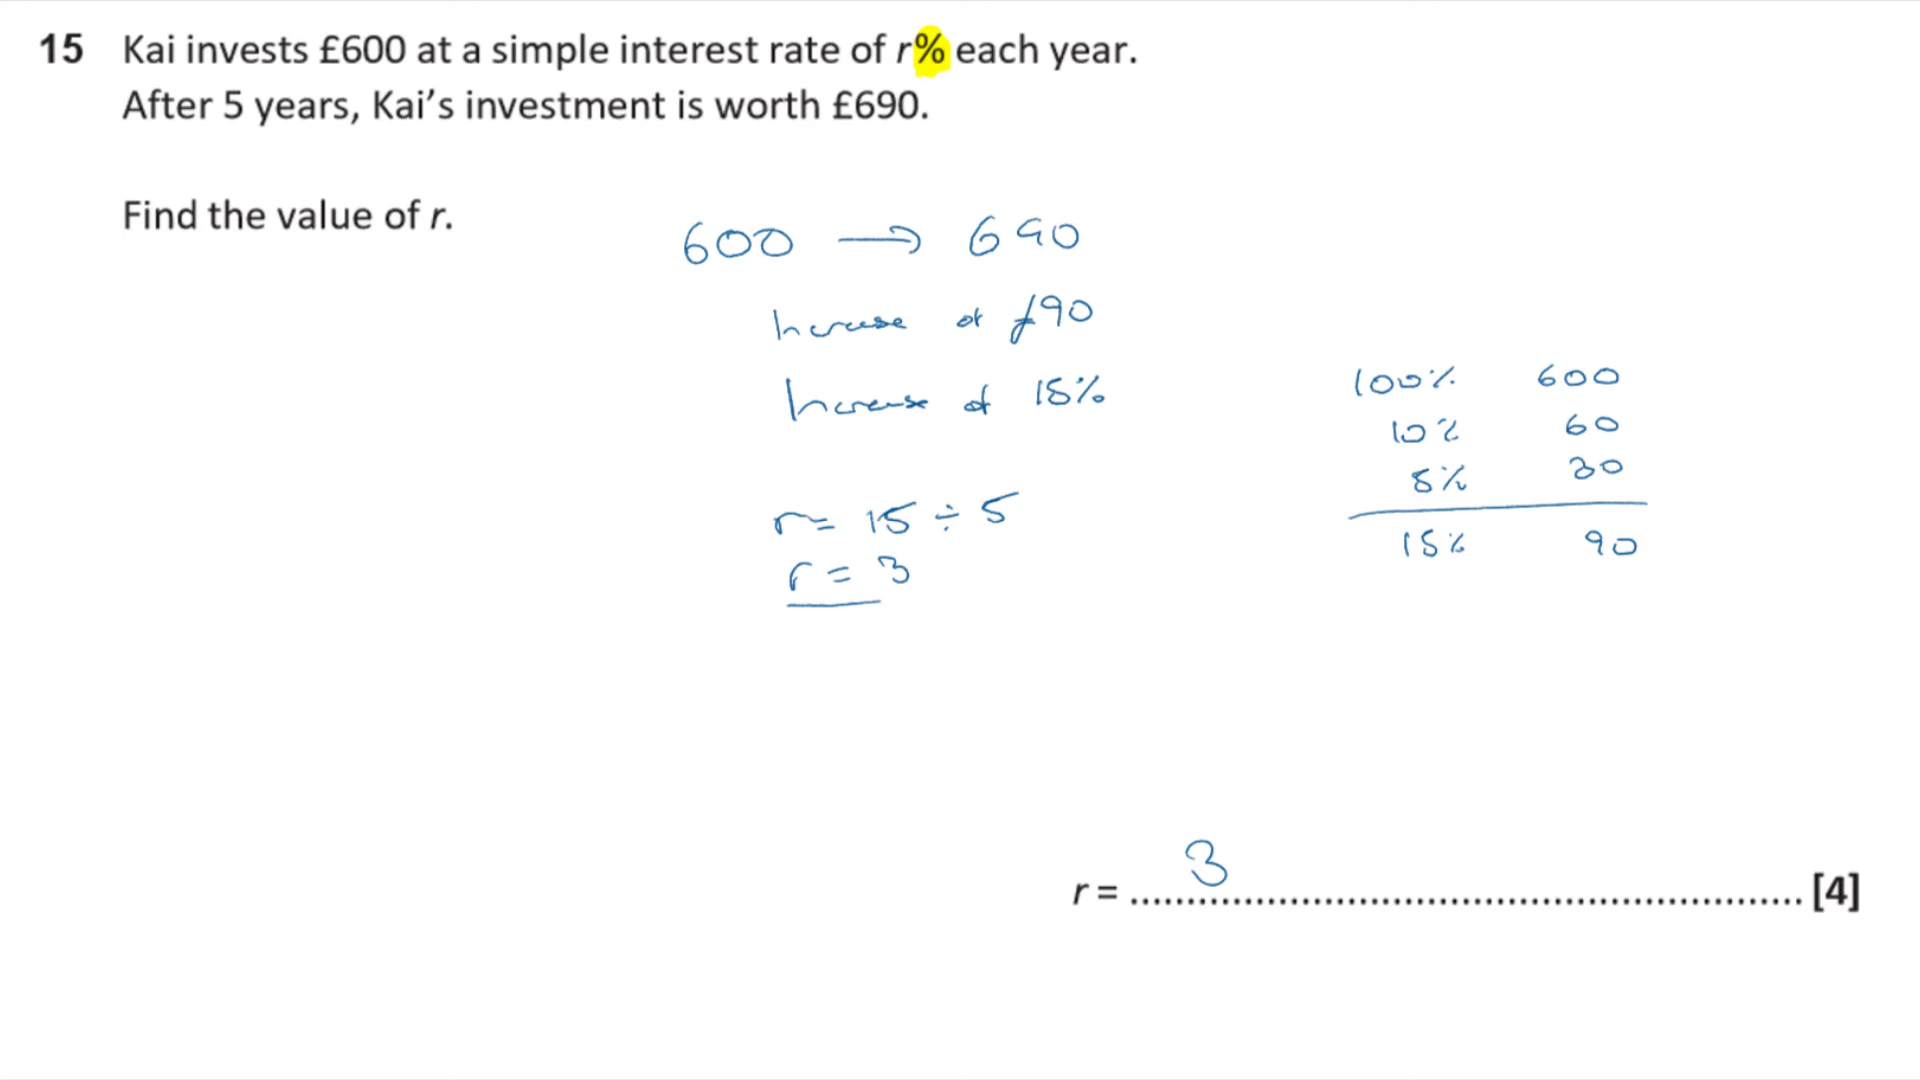 15 Kai invests £600 at a simple interest rate of r% each year.
After 5 years, Kai's investment is worth £690.
Find the value of r.
600 → 690
Increase of £90
Increase of 15%
r = 15 ÷ 5
r = 3
100% 600
10% 60
5% 30
15% 90
3
r = ........................................................... [4]